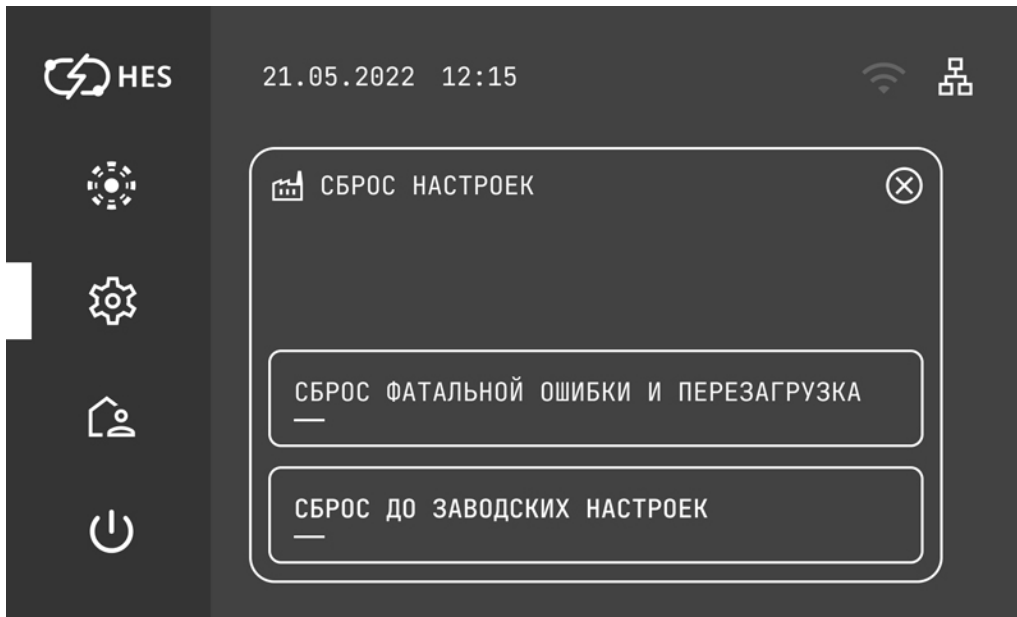 HES
21.05.2022 12:15
СБРОС НАСТРОЕК
СБРОС ФАТАЛЬНОЙ ОШИБКИ И ПЕРЕЗАГРУЗКА
СБРОС ДО ЗАВОДСКИХ НАСТРОЕК